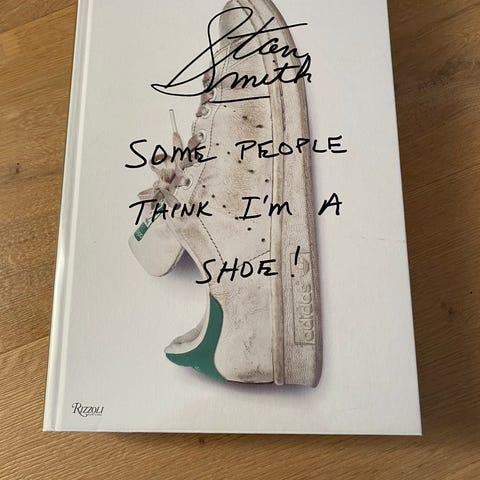 Stan
Smith
SOME PEOPLE
THINK I'M A
SHOE!
adidas
RIZZOLI